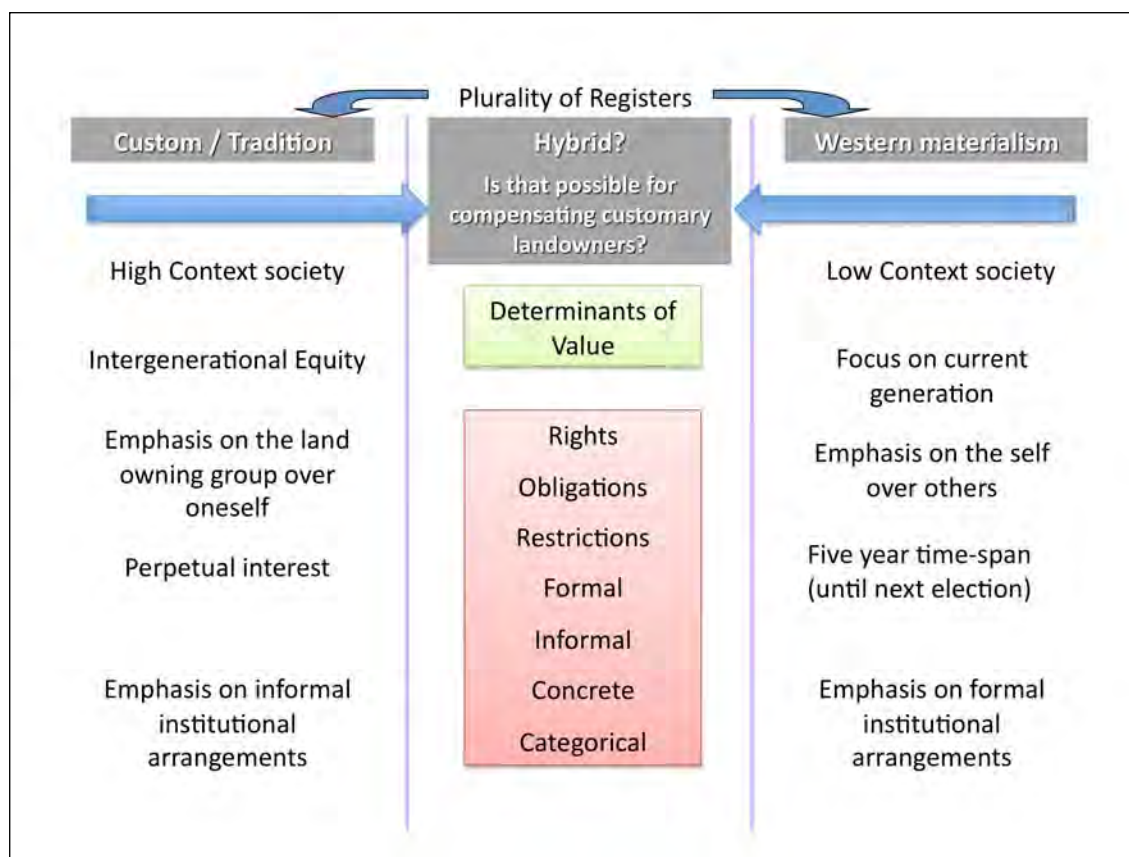 Plurality of Registers
Custom / Tradition
High Context society
Intergenerational Equity
Emphasis on the land
owning group over
oneself
Perpetual interest
Emphasis on informal
institutional
arrangements
Hybrid?
Is that possible for
compensating customary
landowners?
Determinants of
Value
Rights
Obligations
Restrictions
Formal
Informal
Concrete
Categorical
Western materialism
Low Context society
Focus on current
generation
Emphasis on the self
over others
Five year time-span
(until next election)
Emphasis on formal
institutional
arrangements